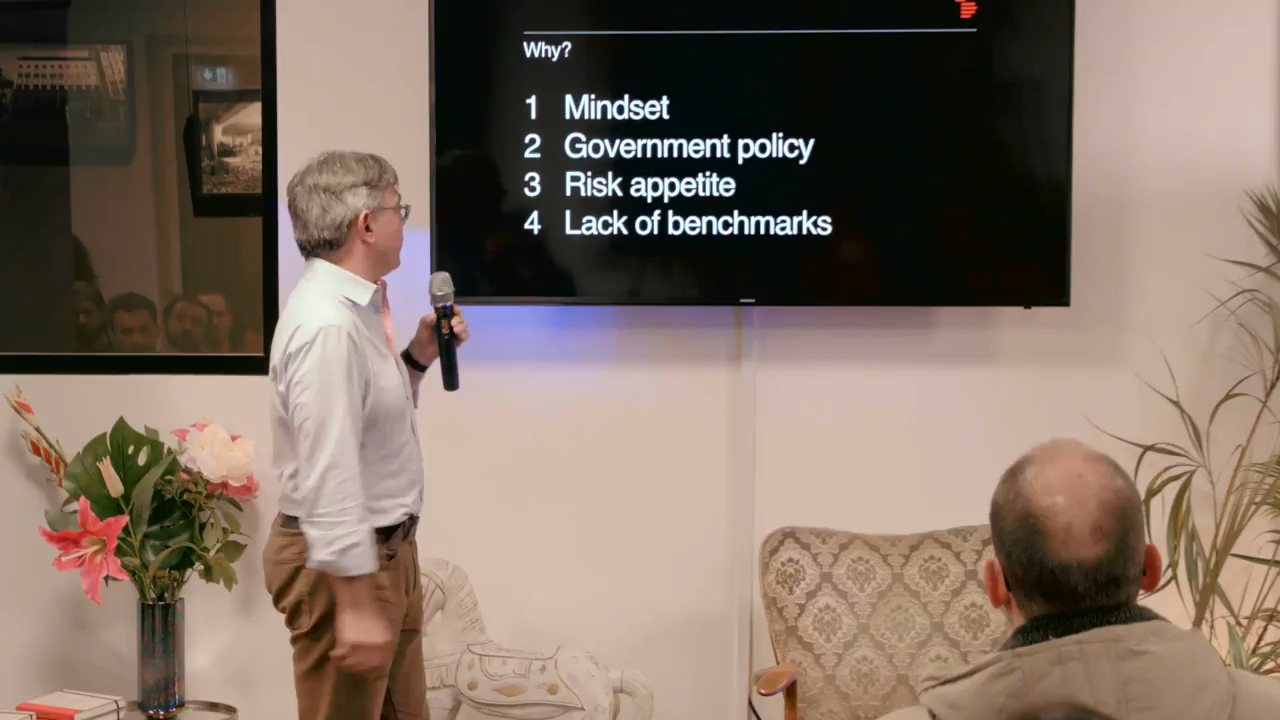 Why?
1 Mindset
2 Government policy
3 Risk appetite
4 Lack of benchmarks